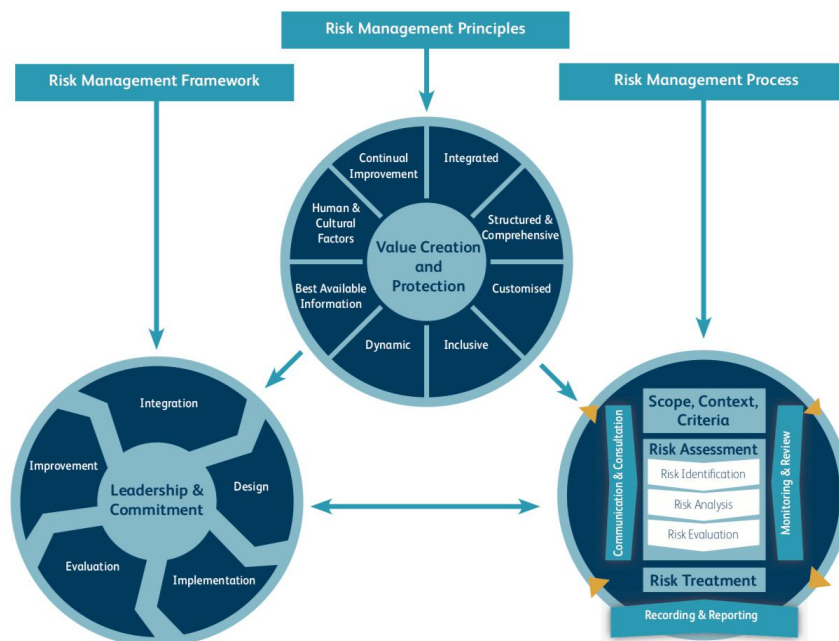 Risk Management Principles
Risk Management Framework
Risk Management Process
Continual
Improvement
Integrated
Human &
Cultural
Factors
Structured &
Comprehensive
Value Creation
and
Protection
Best Available
Information
Customised
Dynamic
Inclusive
Integration
Improvement
Leadership &
Commitment
Design
Evaluation
Implementation
Scope, Context,
Criteria
Communication & Consultation
Risk Assessment
Risk Identification
Risk Analysis
Risk Evaluation
Monitoring & Review
Risk Treatment
Recording & Reporting